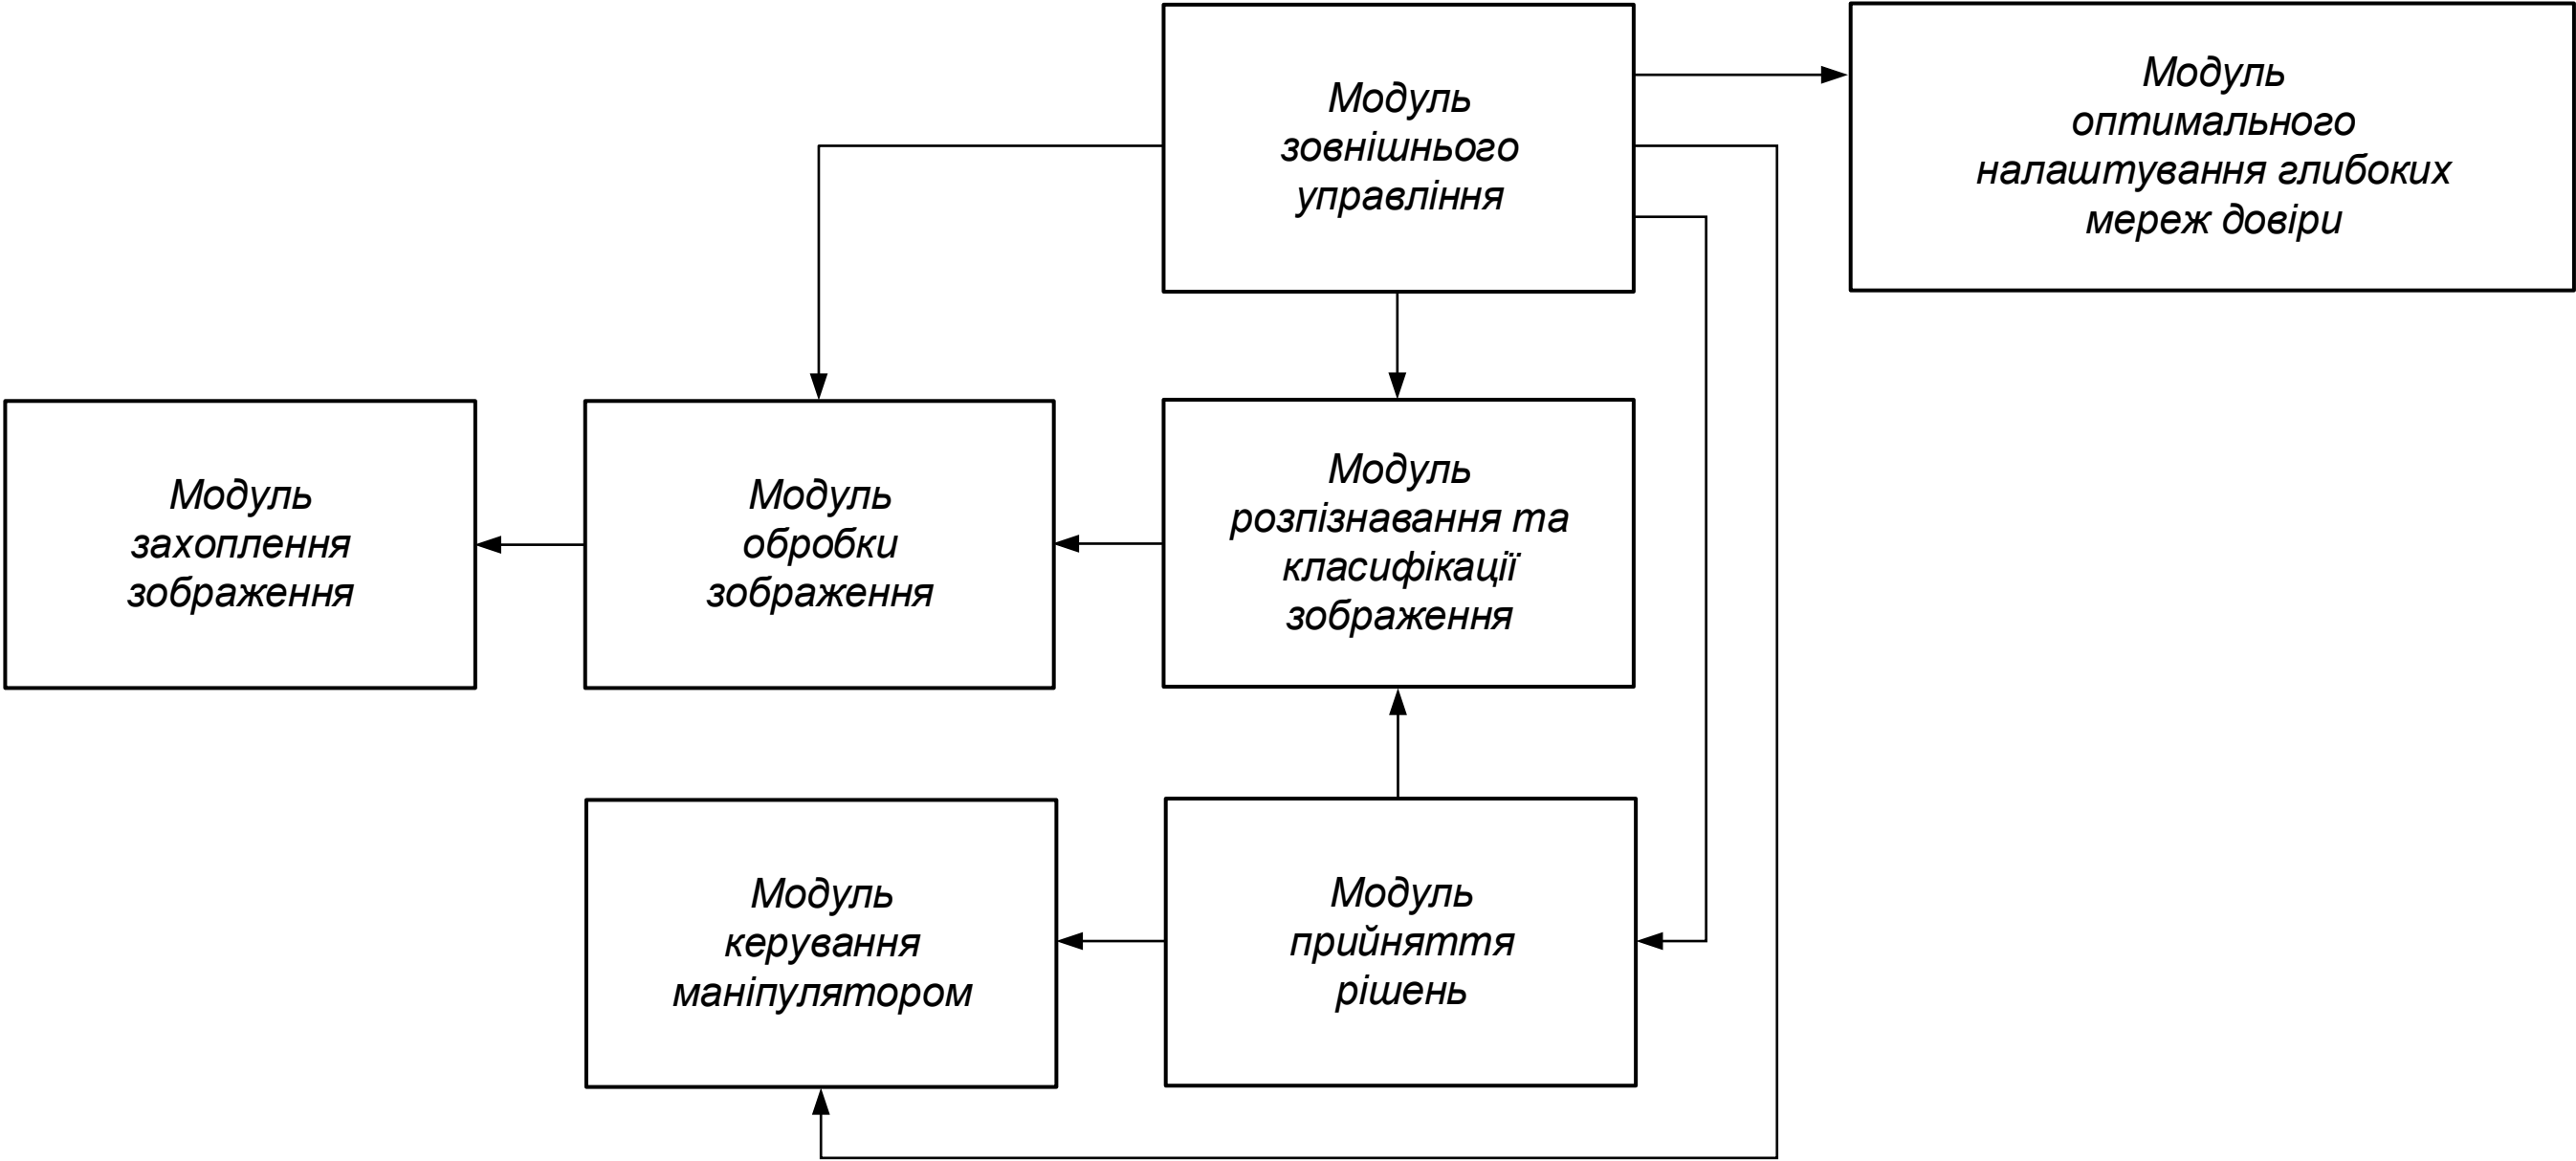 Модуль
зовнішнього
управління
Модуль
оптимального
налаштування глибоких
мереж довіри
Модуль
захоплення
зображення
Модуль
обробки
зображення
Модуль
розпізнавання та
класифікації
зображення
Модуль
керування
маніпулятором
Модуль
прийняття
рішень